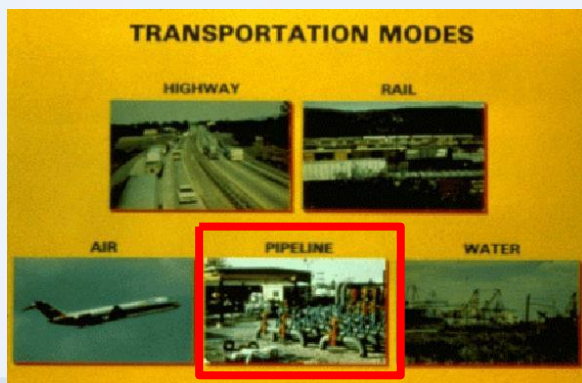 TRANSPORTATION MODES
HIGHWAY
RAIL
AIR
PIPELINE
WATER